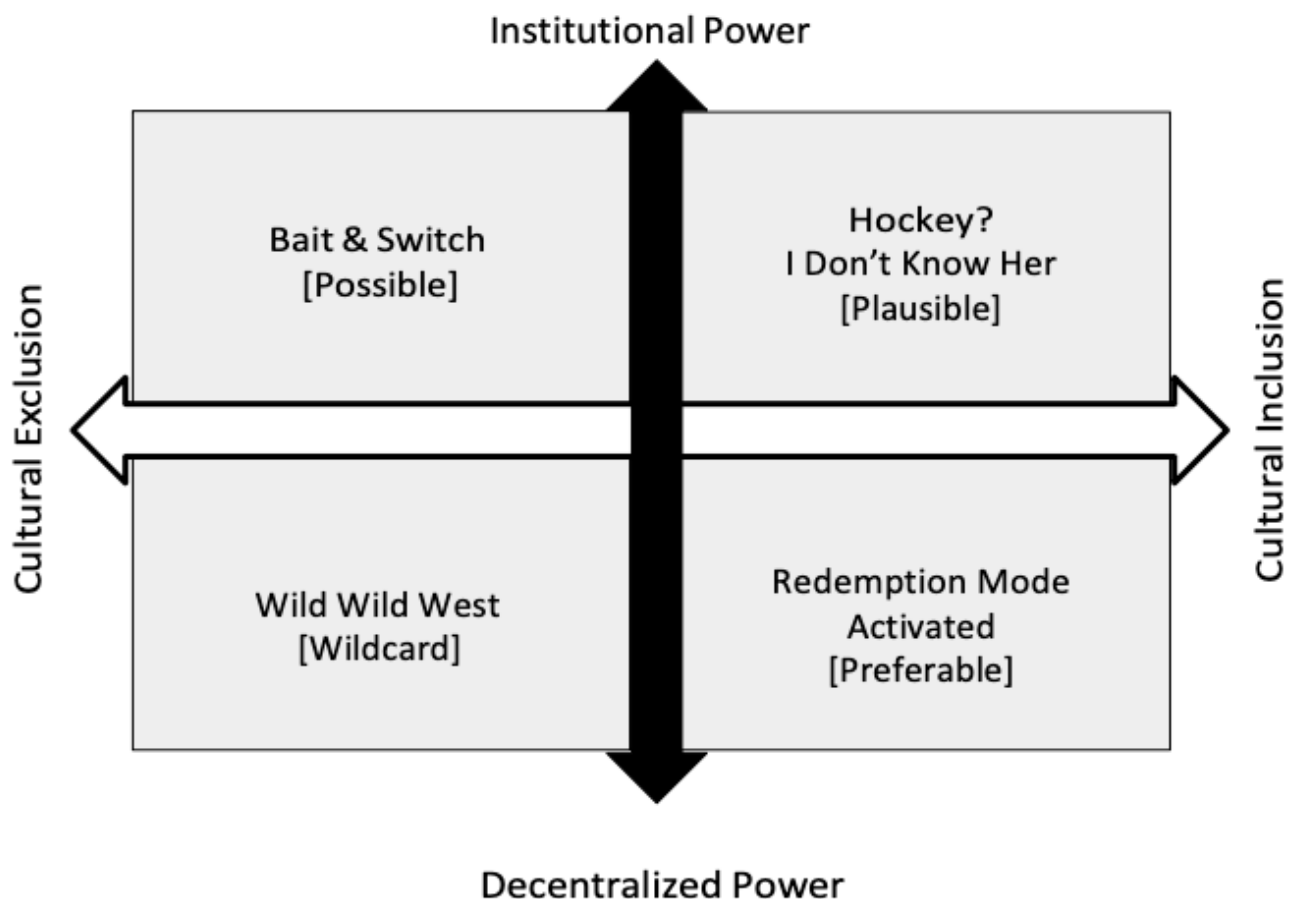 Institutional Power
Bait & Switch
[Possible]
Hockey?
I Don’t Know Her
[Plausible]
Cultural Exclusion
Cultural Inclusion
Wild Wild West
[Wildcard]
Redemption Mode
Activated
[Preferable]
Decentralized Power